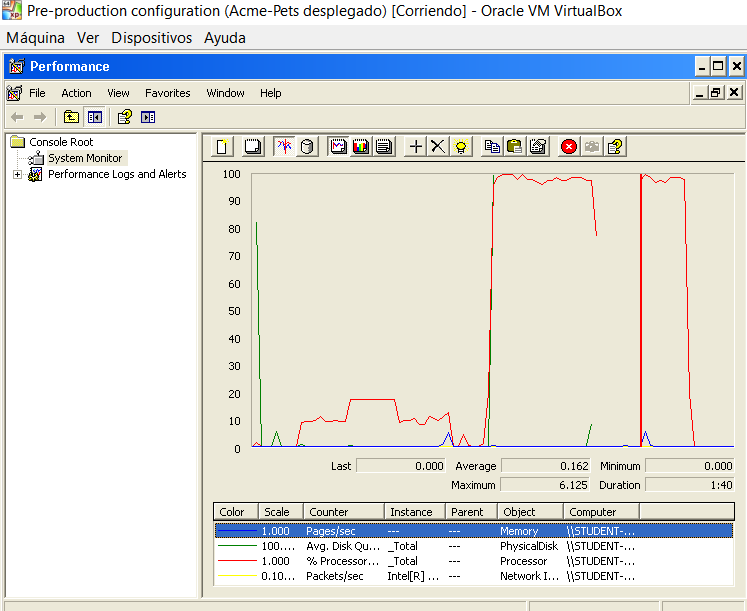 Pre-production configuration (Acme-Pets desplegado) [Corriendo] - Oracle VM VirtualBox
Máquina Ver Dispositivos Ayuda
Performance
File Action View Favorites Window Help
Console Root
System Monitor
Performance Logs and Alerts
100
90
80
70
60
50
40
30
20
10
0
Last 0.000 Average 0.162 Minimum 0.000
Maximum 6.125 Duration 1:40
Color Scale Counter Instance Parent Object Computer
1.000 Pages/sec --- --- Memory \\STUDENT-...
100.... Avg. Disk Qu... _Total --- PhysicalDisk \\STUDENT-...
1.000 % Processor... _Total --- Processor \\STUDENT-...
0.10... Packets/sec Intel[R] ... --- Network I... \\STUDENT-...